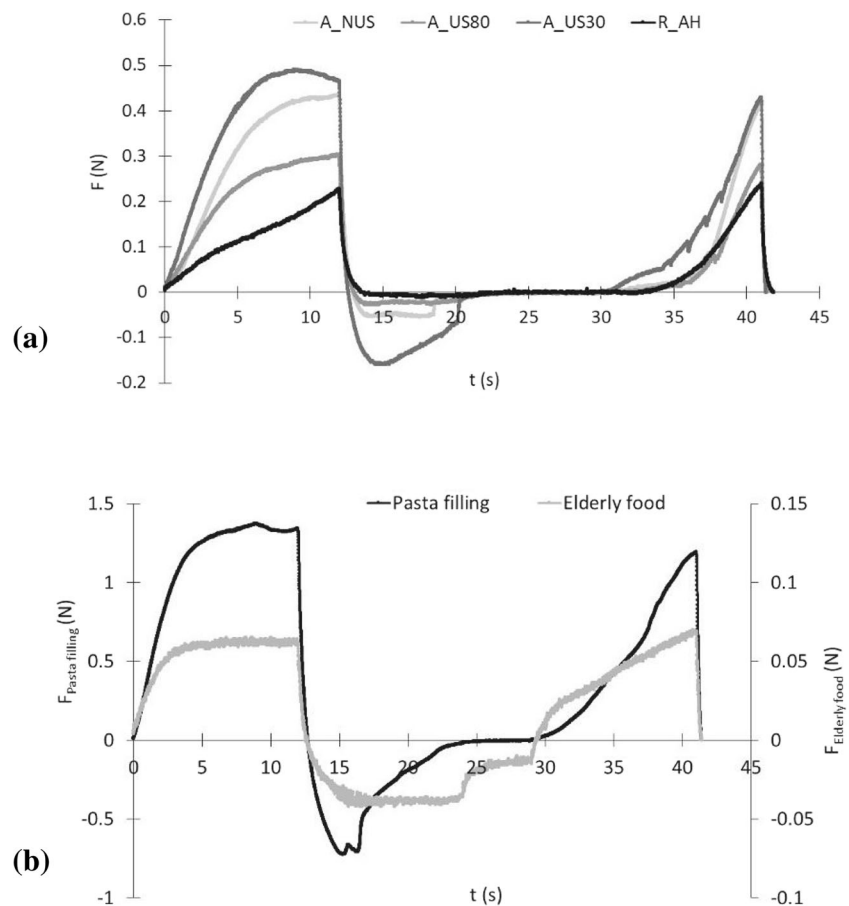 A_NUS A_US80 A_US30 R_AH
0.6
0.5
0.4
0.3
0.2
0.1
0
-0.1
-0.2
F (N)
0 5 10 15 20 25 30 35 40 45
t (s)
(a)
Pasta filling Elderly food
1.5
1
0.5
0
-0.5
-1
F Pasta filling (N)
0 5 10 15 20 25 30 35 40 45
0.15
0.1
0.05
0
-0.05
-0.1
F Elderly food (N)
t (s)
(b)